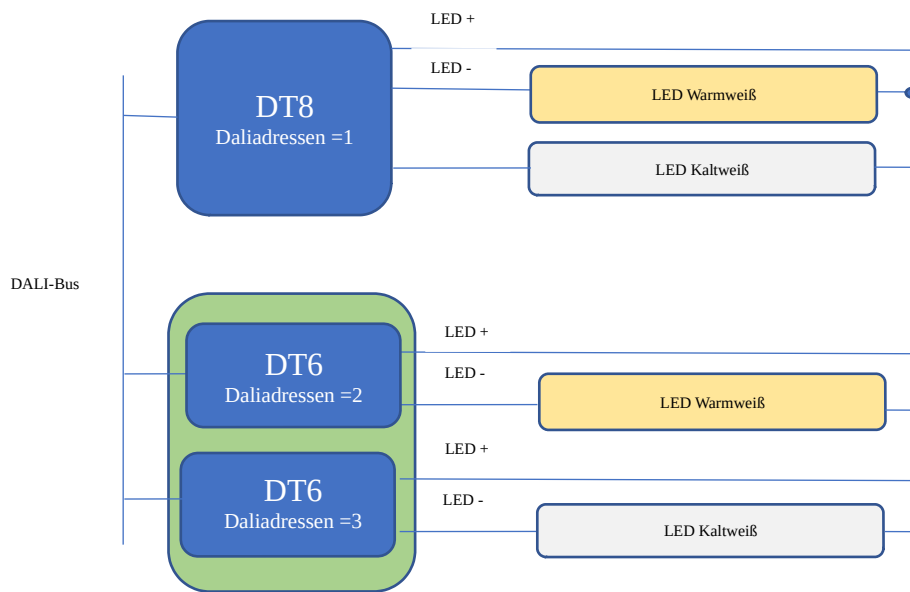 LED +
LED -
DT8
Daliadressen =1
LED Warmweiß
LED Kaltweiß
DALI-Bus
LED +
DT6
Daliadressen =2
LED -
LED Warmweiß
LED +
DT6
Daliadressen =3
LED -
LED Kaltweiß